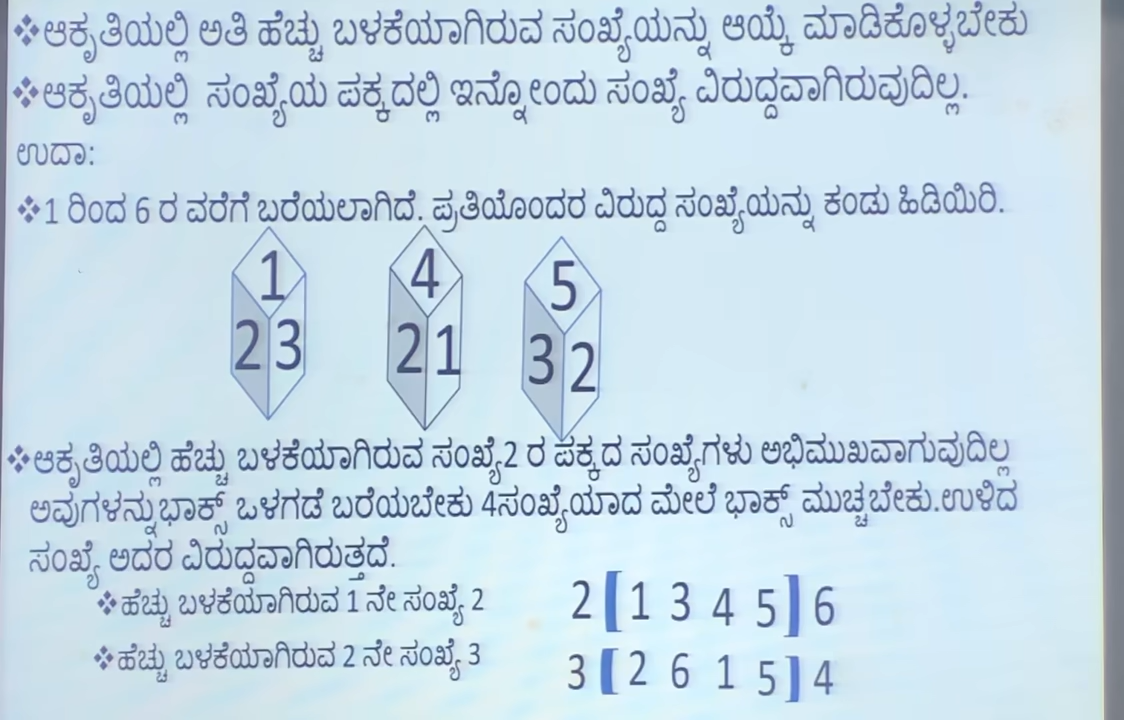 ❖ಆಕೃತಿಯಲ್ಲಿ ಅತಿ ಹೆಚ್ಚು ಬಳಕೆಯಾಗಿರುವ ಸಂಖ್ಯೆಯನ್ನು ಆಯ್ಕೆ ಮಾಡಿಕೊಳ್ಳಬೇಕು
❖ಆಕೃತಿಯಲ್ಲಿ ಸಂಖ್ಯೆಯ ಪಕ್ಕದಲ್ಲಿ ಇನ್ನೋಂದು ಸಂಖ್ಯೆ ವಿರುದ್ದವಾಗಿರುವುದಿಲ್ಲ.
ಉದಾ:
❖1 ರಿಂದ 6 ರ ವರೆಗೆ ಬರೆಯಲಾಗಿದೆ. ಪ್ರತಿಯೊಂದರ ವಿರುದ್ದ ಸಂಖ್ಯೆಯನ್ನು ಕಂಡು ಹಿಡಿಯಿರಿ.
1 4 5
2 3 2 1 3 2
❖ಆಕೃತಿಯಲ್ಲಿ ಹೆಚ್ಚು ಬಳಕೆಯಾಗಿರುವ ಸಂಖ್ಯೆ2 ರ ಪಕ್ಕದ ಸಂಖ್ಯೆಗಳು ಅಭಿಮುಖವಾಗುವುದಿಲ್ಲ
ಅವುಗಳನ್ನುಭಾಕ್ಸ್ ಒಳಗಡೆ ಬರೆಯಬೇಕು 4ಸಂಖ್ಯೆಯಾದ ಮೇಲೆ ಭಾಕ್ಸ್ ಮುಚ್ಚಬೇಕು.ಉಳಿದ
ಸಂಖ್ಯೆ ಅದರ ವಿರುದ್ದವಾಗಿರುತ್ತದೆ.
❖ಹೆಚ್ಚು ಬಳಕೆಯಾಗಿರುವ 1 ನೇ ಸಂಖ್ಯೆ 2 2 [ 1 3 4 5 ] 6
❖ಹೆಚ್ಚು ಬಳಕೆಯಾಗಿರುವ 2 ನೇ ಸಂಖ್ಯೆ 3 3 [ 2 6 1 5 ] 4